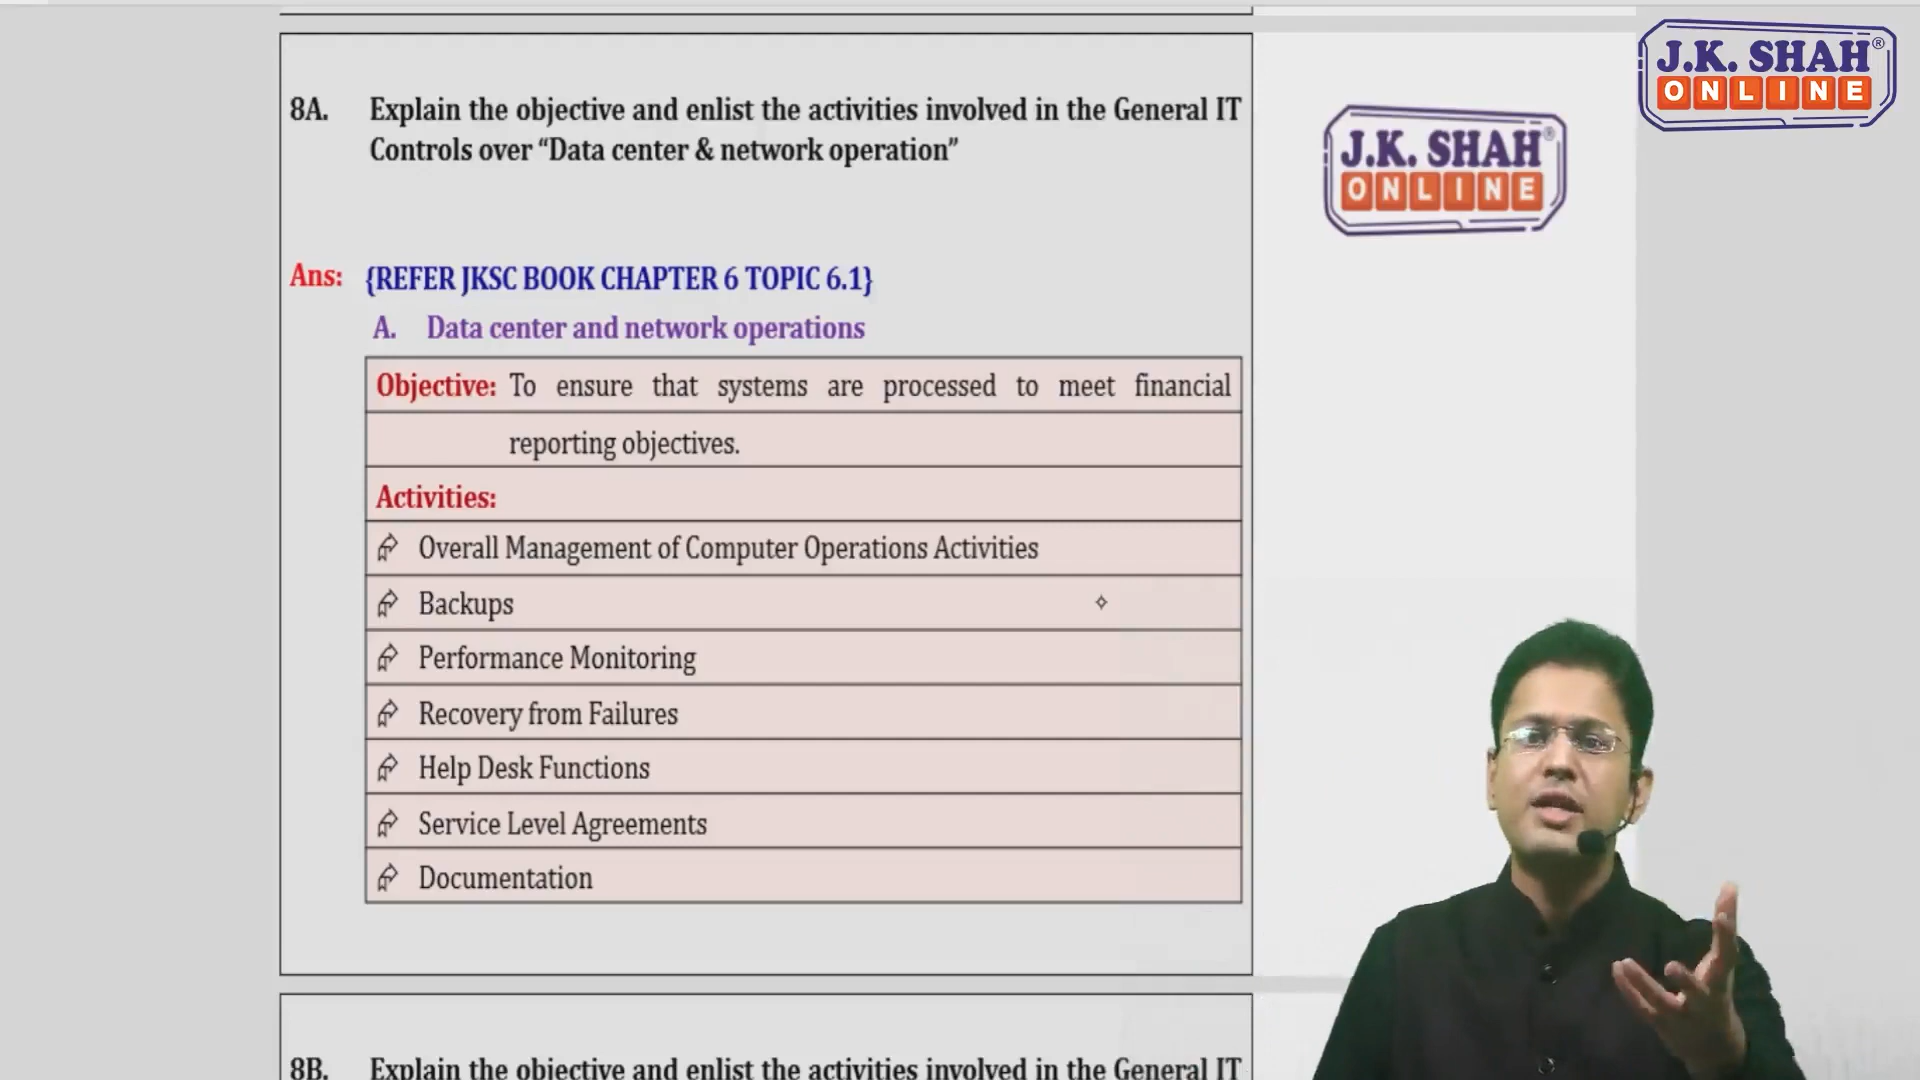 J.K. SHAH®
ONLINE
J.K. SHAH®
ONLINE
8A. Explain the objective and enlist the activities involved in the General IT
Controls over “Data center & network operation”
Ans: {REFER JKSC BOOK CHAPTER 6 TOPIC 6.1}
A. Data center and network operations
Objective: To ensure that systems are processed to meet financial
reporting objectives.
Activities:
Overall Management of Computer Operations Activities
Backups
Performance Monitoring
Recovery from Failures
Help Desk Functions
Service Level Agreements
Documentation
8B. Explain the objective and enlist the activities involved in the General IT